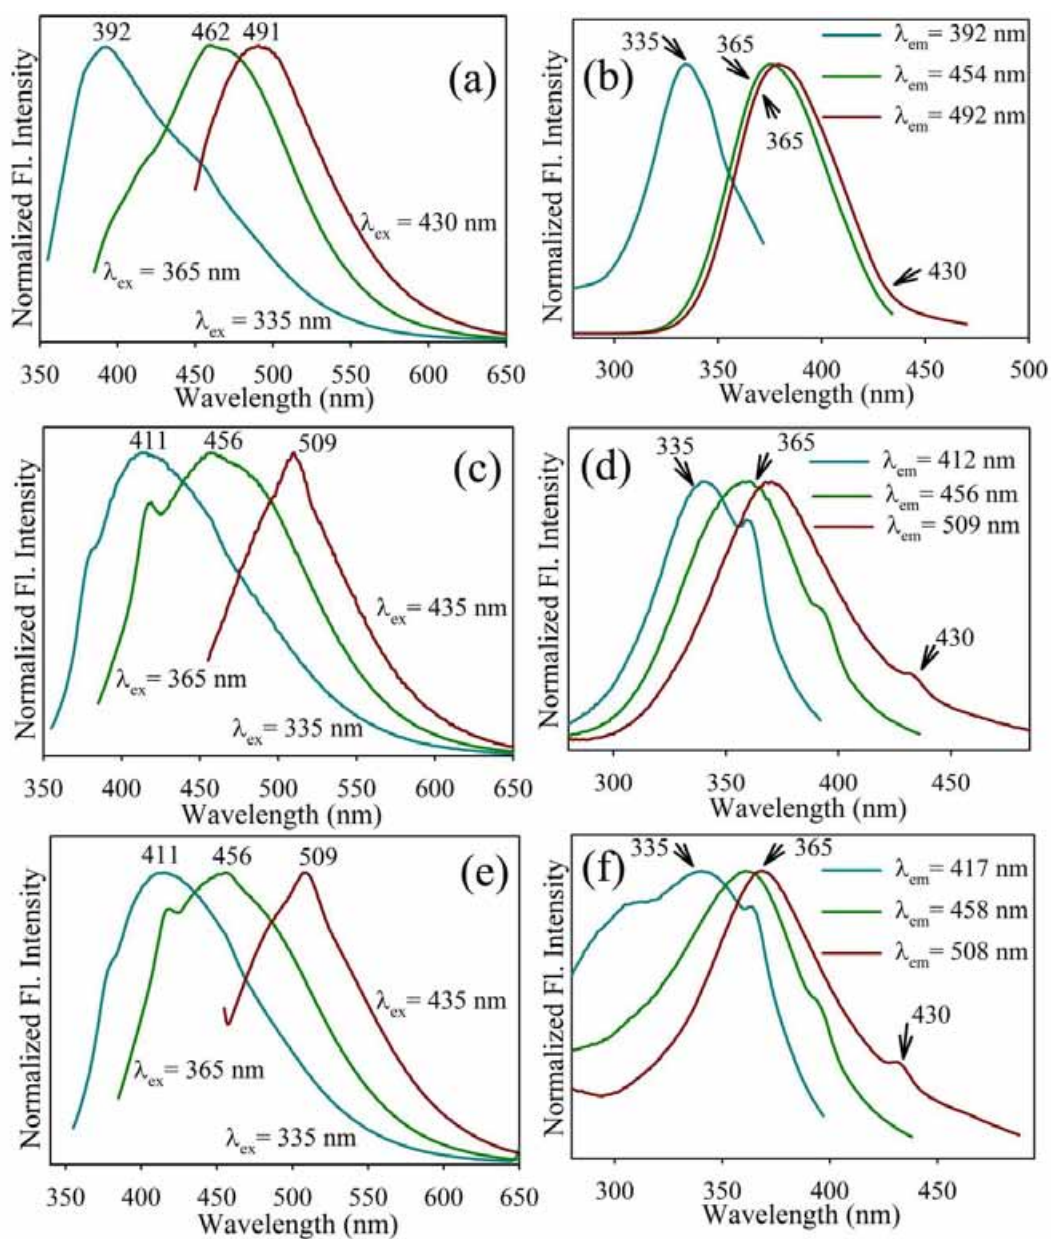 392 462 491
(a)
λex = 430 nm
λex = 365 nm
λex = 335 nm
Normalized Fl. Intensity
350 400 450 500 550 600 650
Wavelength (nm)
335 365
(b)
λem= 392 nm
λem= 454 nm
λem= 492 nm
365
430
Normalized Fl. Intensity
300 350 400 450 500
Wavelength (nm)
411 456 509
(c)
λex= 435 nm
λex= 365 nm
λex= 335 nm
Normalized Fl. Intensity
350 400 450 500 550 600 650
Wavelength (nm)
335 365
(d)
λem= 412 nm
λem= 456 nm
λem= 509 nm
430
Normalized Fl. Intensity
300 350 400 450
Wavelength (nm)
411 456 509
(e)
λex= 435 nm
λex= 365 nm
λex= 335 nm
Normalized Fl. Intensity
350 400 450 500 550 600 650
Wavelength (nm)
335 365
(f)
λem= 417 nm
λem= 458 nm
λem= 508 nm
430
Normalized Fl. Intensity
300 350 400 450
Wavelength (nm)